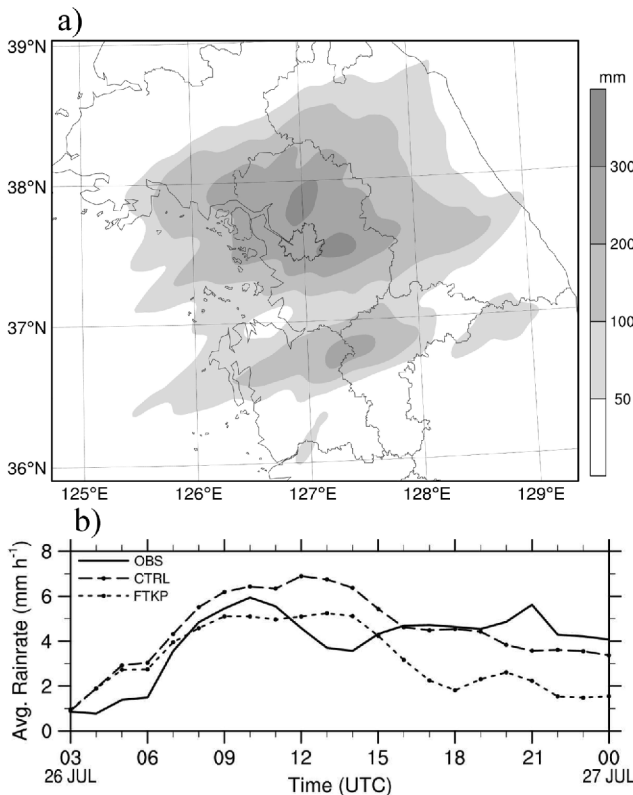 a)
39°N
38°N
37°N
36°N
125°E 126°E 127°E 128°E 129°E
mm
300
200
100
50
b)
Avg. Rainrate (mm h⁻¹)
8
6
4
2
0
OBS
CTRL
FTKP
03 06 09 12 15 18 21 00
26 JUL 27 JUL
Time (UTC)